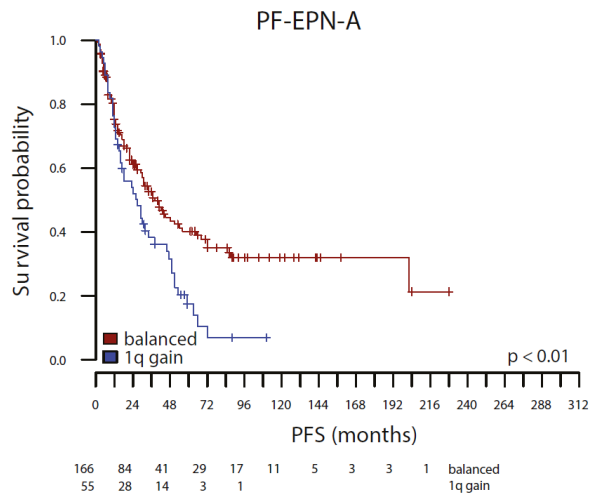 PF-EPN-A
1.0
0.8
0.6
0.4
0.2
0.0
Survival probability
balanced
1q gain
p < 0.01
0 24 48 72 96 120 144 168 192 216 240 264 288 312
PFS (months)
166 84 41 29 17 11 5 3 3 1 balanced
55 28 14 3 1 1q gain